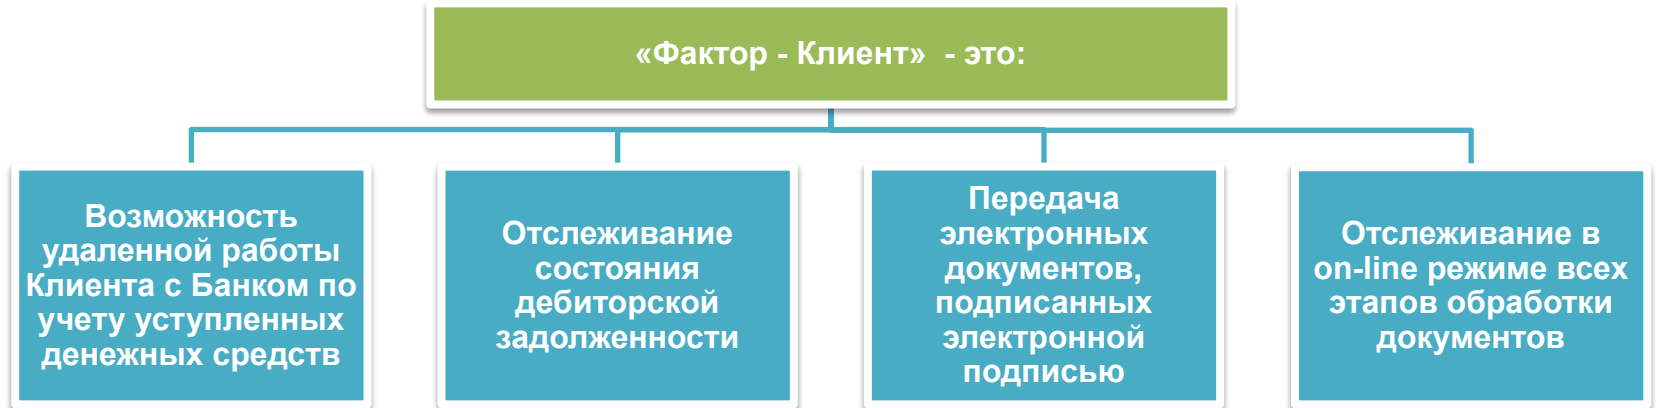 «Фактор - Клиент»  - это:
Возможность
удаленной работы
Клиента с Банком по
учету уступленных
денежных средств
Отслеживание
состояния
дебиторской
задолженности
Передача
электронных
документов,
подписанных
электронной
подписью
Отслеживание в
on-line режиме всех
этапов обработки
документов